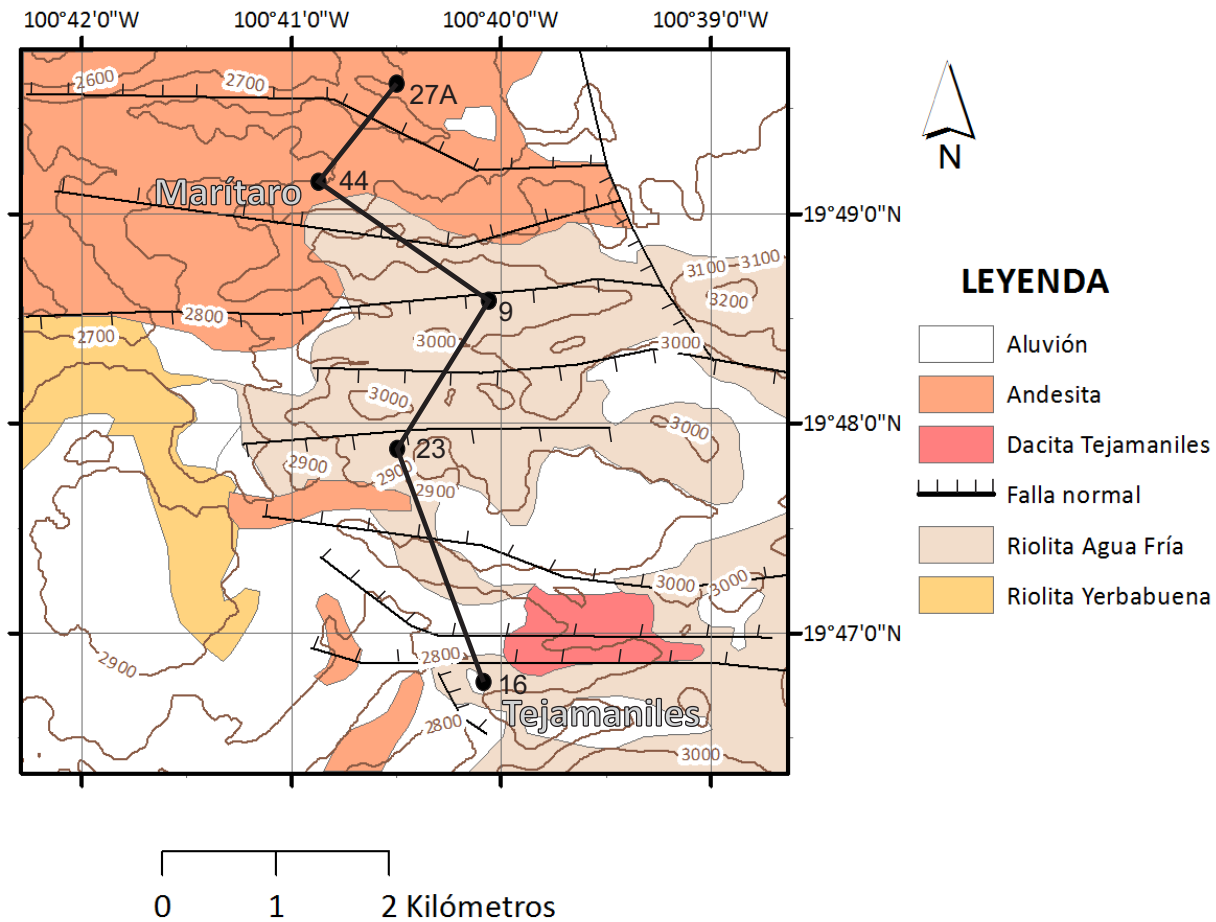 100°42'0"W 100°41'0"W 100°40'0"W 100°39'0"W
2600
2700
27A
Marítaro
44
N
19°49'0"N
3100
3100
3200
2800
2700
9
3000
3000
3000
3000
19°48'0"N
23
2900
2900
2900
3000
3000
19°47'0"N
2900
2800
16
Tejamaniles
2800
3000
LEYENDA
Aluvión
Andesita
Dacita Tejamaniles
Falla normal
Riolita Agua Fría
Riolita Yerbabuena
0 1 2 Kilómetros